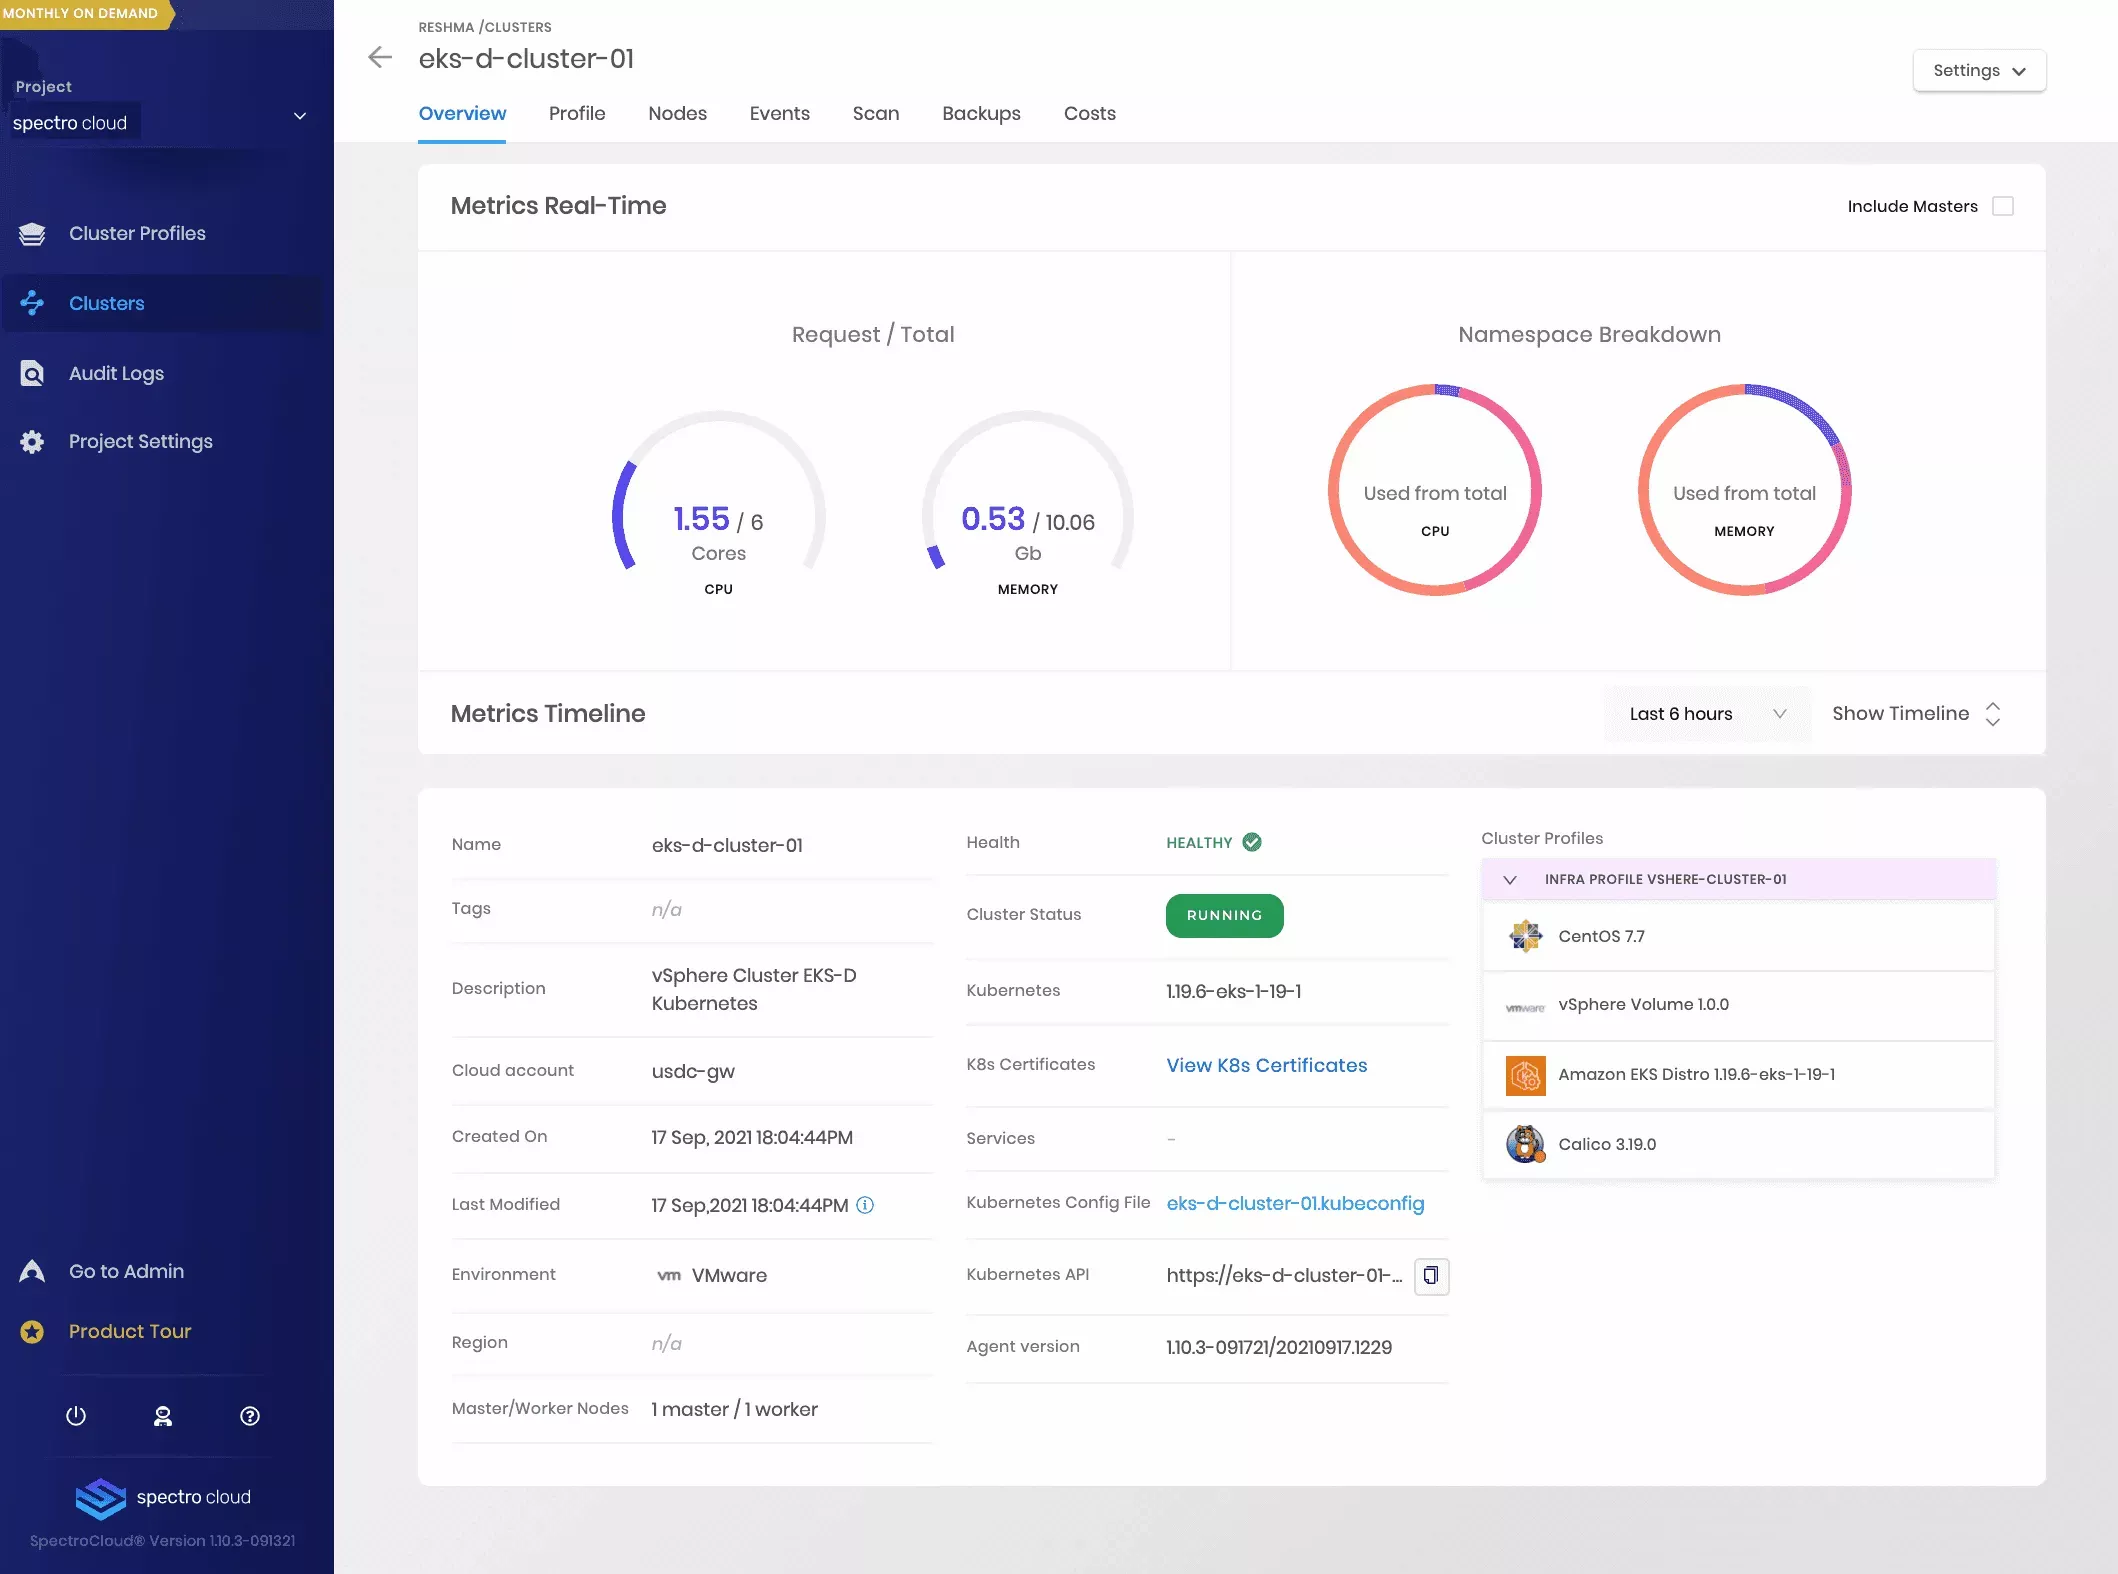 MONTHLY ON DEMAND
Project
spectro cloud
Cluster Profiles
Clusters
Audit Logs
Project Settings
Go to Admin
Product Tour
spectro cloud
SpectroCloud® Version 1.10.3-091321
RESHMA /CLUSTERS
eks-d-cluster-01
Settings
Overview Profile Nodes Events Scan Backups Costs
Metrics Real-Time
Include Masters
Request / Total
1.55 / 6
Cores
CPU
0.53 / 10.06
Gb
MEMORY
Namespace Breakdown
Used from total
CPU
Used from total
MEMORY
Metrics Timeline
Last 6 hours
Show Timeline
Name eks-d-cluster-01
Tags n/a
Description vSphere Cluster EKS-D
Kubernetes
Cloud account usdc-gw
Created On 17 Sep, 2021 18:04:44PM
Last Modified 17 Sep,2021 18:04:44PM
Environment vm VMware
Region n/a
Master/Worker Nodes 1 master / 1 worker
Health HEALTHY
Cluster Status RUNNING
Kubernetes 1.19.6-eks-1-19-1
K8s Certificates View K8s Certificates
Services -
Kubernetes Config File eks-d-cluster-01.kubeconfig
Kubernetes API https://eks-d-cluster-01-...
Agent version 1.10.3-091721/20210917.1229
Cluster Profiles
INFRA PROFILE VSHERE-CLUSTER-01
CentOS 7.7
vmware vSphere Volume 1.0.0
Amazon EKS Distro 1.19.6-eks-1-19-1
Calico 3.19.0